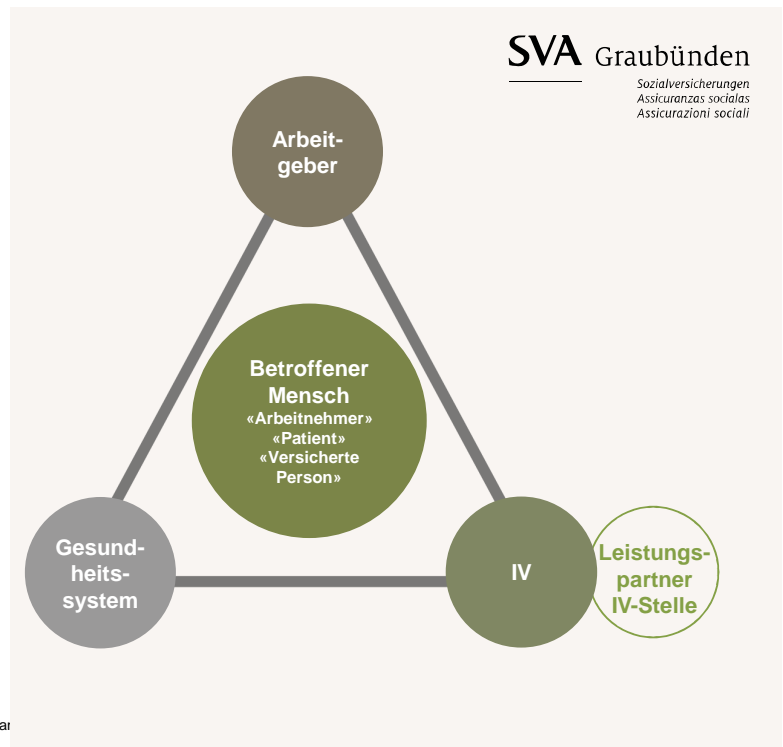 SVA Graubünden
Sozialversicherungen
Assicuranzas socialas
Assicurazioni sociali
Arbeit-
geber
Betroffener
Mensch
«Arbeitnehmer»
«Patient»
«Versicherte
Person»
Gesund-
heits-
system
IV
Leistungs-
partner
IV-Stelle